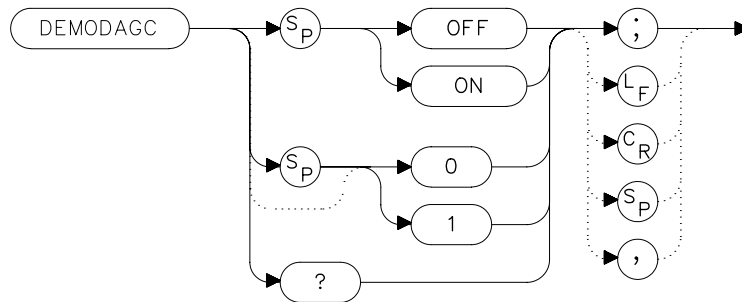 DEMODAGC SP OFF ;
ON LF
CR
SP 0 SP
1 ,
?